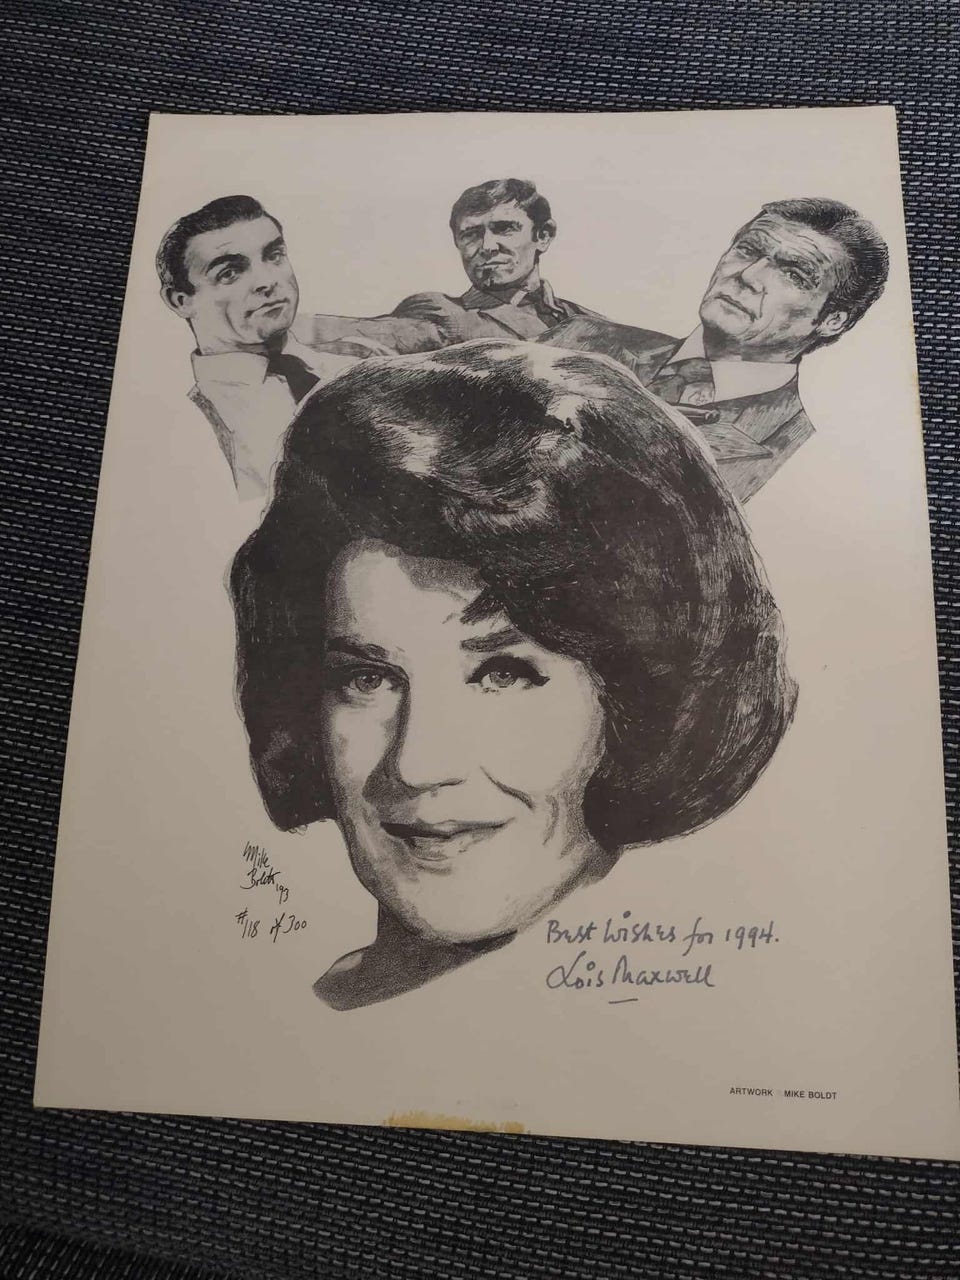 Mike
Boldt '93
#118 of 300
Best Wishes for 1994.
Lois Maxwell
ARTWORK © MIKE BOLDT